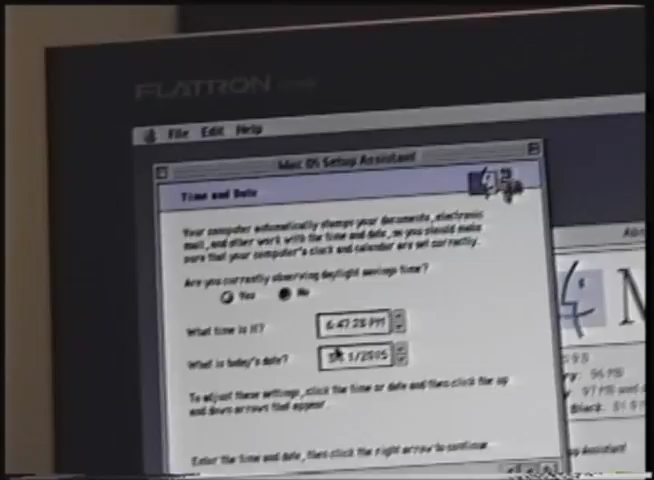 FLATRON
File Edit Help
Mac OS Setup Assistant
Time and Date
Your computer automatically stamps your documents, electronic
mail, and other work with the time and date, so you should make
sure that your computer's clock and calendar are set correctly.
Are you currently observing daylight savings time?
Yes No
What time is it? 6:47:28 PM
What is today's date? 1/2005
To adjust these settings, click the time or date and then click the up
and down arrows that appear.
Enter the time and date, then click the right arrow to continue
M